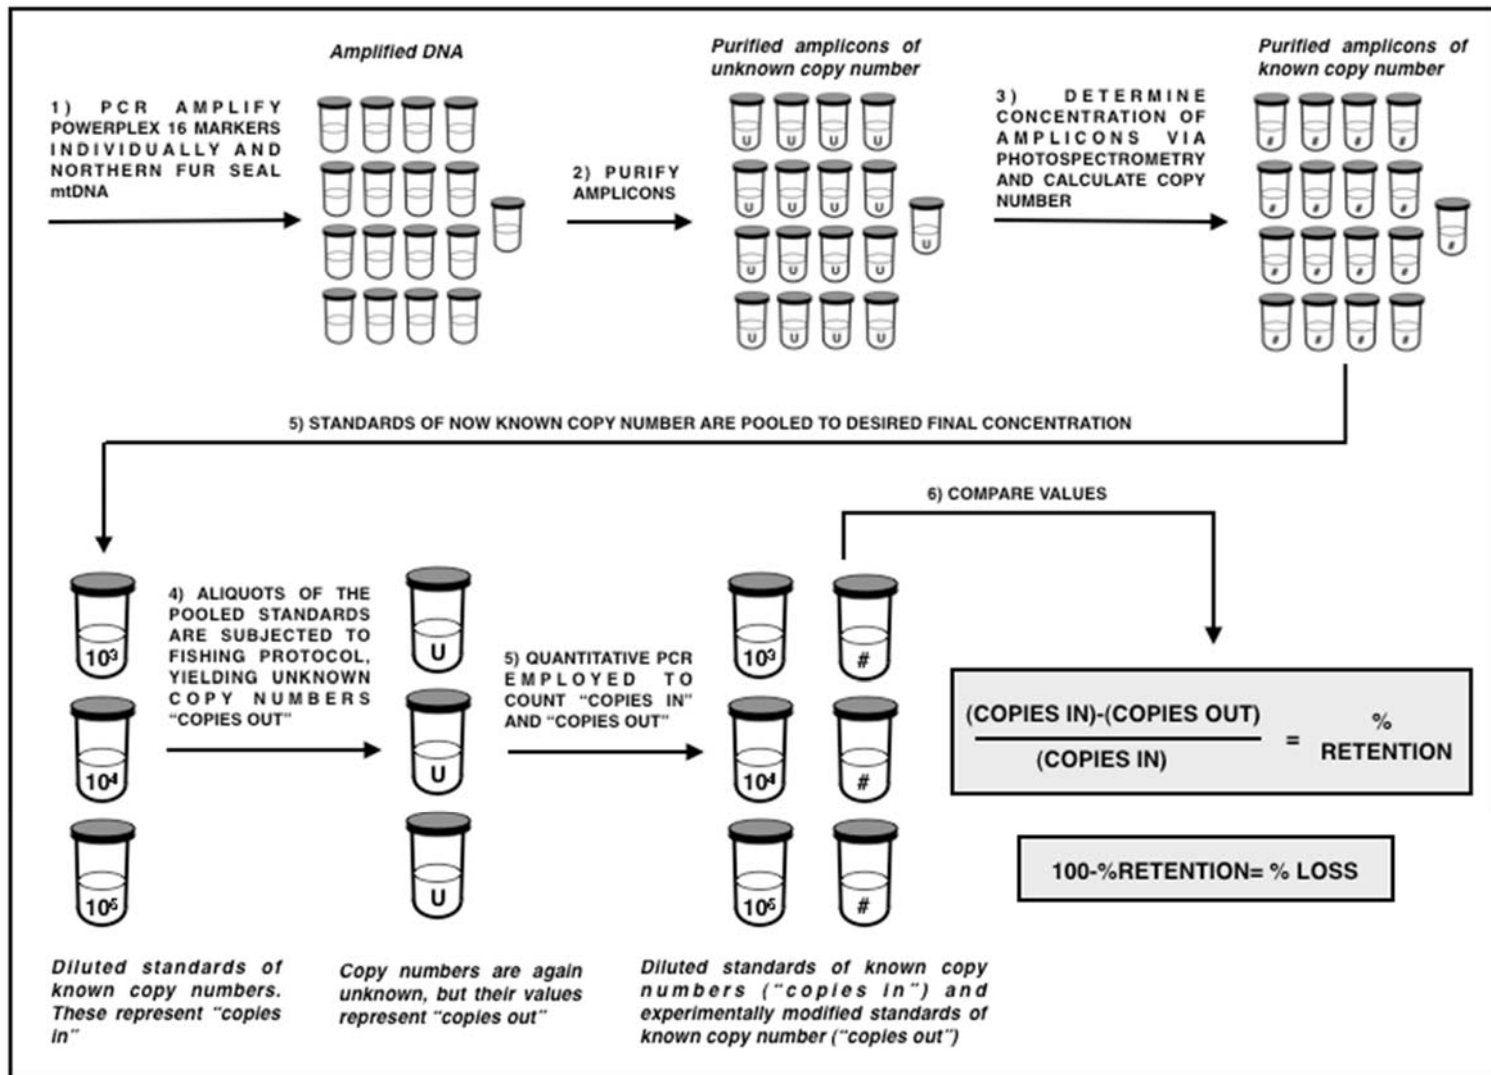 Amplified DNA
Purified amplicons of
unknown copy number
Purified amplicons of
known copy number
1) PCR AMPLIFY
POWERPLEX 16 MARKERS
INDIVIDUALLY AND
NORTHERN FUR SEAL
mtDNA
2) PURIFY
AMPLICONS
3) DETERMINE
CONCENTRATION OF
AMPLICONS VIA
PHOTOSPECTROMETRY
AND CALCULATE COPY
NUMBER
U U U U
U U U U
U
U U U U
U U U U
# # # #
# # # #
#
# # # #
# # # #
5) STANDARDS OF NOW KNOWN COPY NUMBER ARE POOLED TO DESIRED FINAL CONCENTRATION
6) COMPARE VALUES
10³
10⁴
10⁵
4) ALIQUOTS OF THE
POOLED STANDARDS
ARE SUBJECTED TO
FISHING PROTOCOL,
YIELDING UNKNOWN
COPY NUMBERS
“COPIES OUT”
U
U
U
5) QUANTITATIVE PCR
EMPLOYED TO
COUNT “COPIES IN”
AND “COPIES OUT”
10³ #
10⁴ #
10⁵ #
(COPIES IN)-(COPIES OUT)
(COPIES IN)
=
%
RETENTION
100-%RETENTION= % LOSS
Diluted standards of
known copy numbers.
These represent “copies
in”
Copy numbers are again
unknown, but their values
represent “copies out”
Diluted standards of known copy
numbers (“copies in”) and
experimentally modified standards of
known copy number (“copies out”)